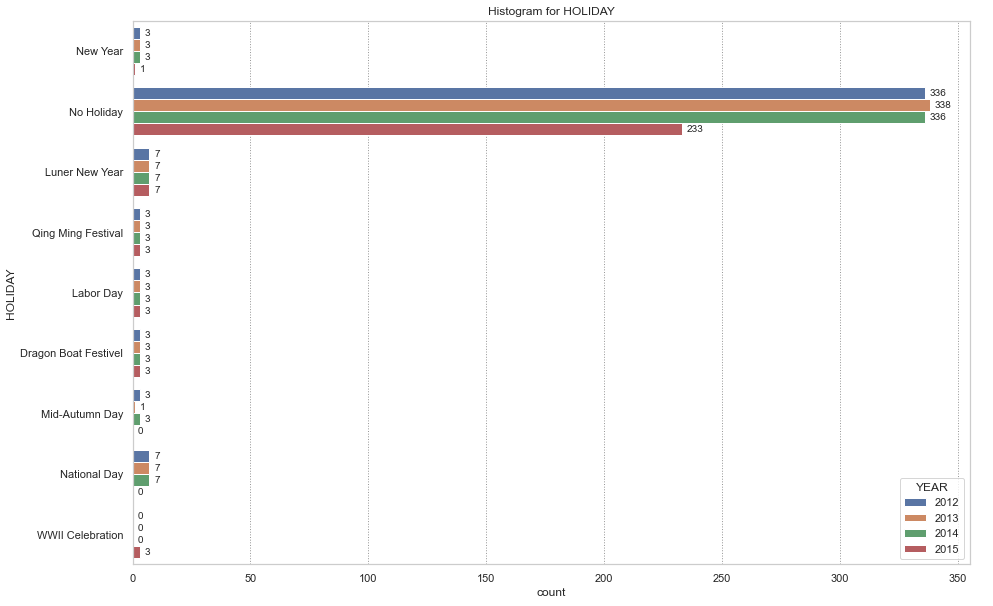 Histogram for HOLIDAY
HOLIDAY
New Year
3
3
3
1
No Holiday
336
338
336
233
Luner New Year
7
7
7
7
Qing Ming Festival
3
3
3
3
Labor Day
3
3
3
3
Dragon Boat Festivel
3
3
3
3
Mid-Autumn Day
3
1
3
0
National Day
7
7
7
0
WWII Celebration
0
0
0
3
YEAR
2012
2013
2014
2015
0 50 100 150 200 250 300 350
count